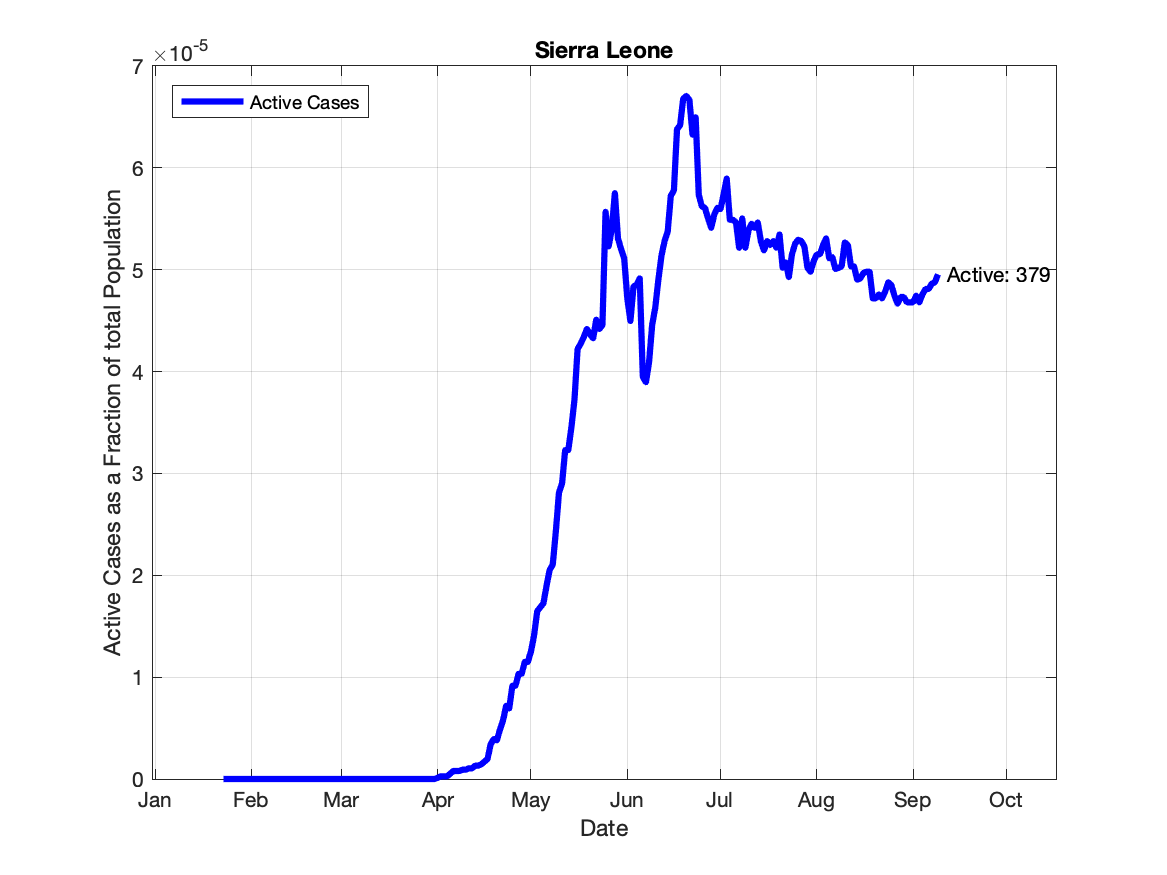 Sierra Leone
×10-5
Active Cases
7
6
5
4
3
2
1
0
Active: 379
Jan Feb Mar Apr May Jun Jul Aug Sep Oct
Date
Active Cases as a Fraction of total Population